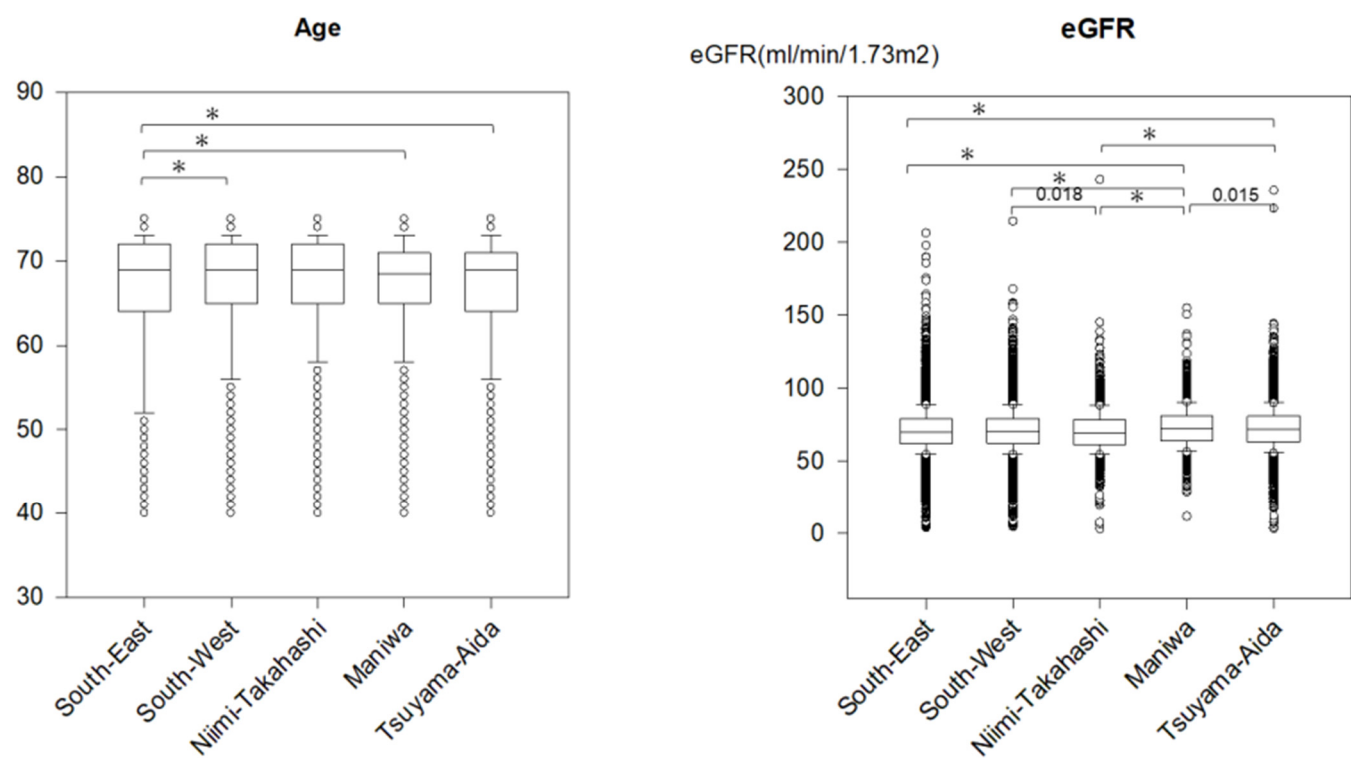 Age
90
80
70
60
50
40
30
*
*
*
South-East
South-West
Niimi-Takahashi
Maniwa
Tsuyama-Aida
eGFR
eGFR(ml/min/1.73m2)
300
250
200
150
100
50
0
*
*
*
*
0.018
*
0.015
South-East
South-West
Niimi-Takahashi
Maniwa
Tsuyama-Aida